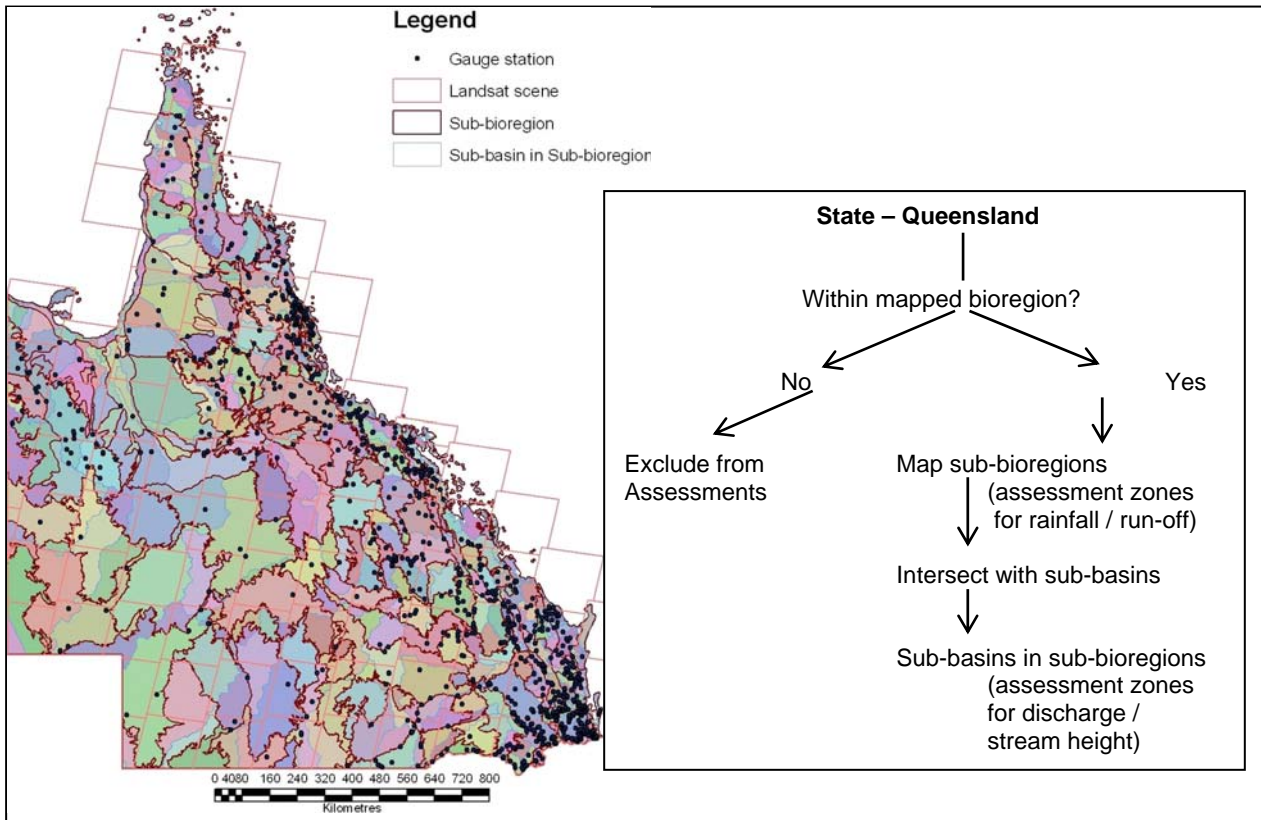 Legend
Gauge station
Landsat scene
Sub-bioregion
Sub-basin in Sub-bioregion
State – Queensland
Within mapped bioregion?
No
Yes
Exclude from
Assessments
Map sub-bioregions
(assessment zones
for rainfall / run-off)
Intersect with sub-basins
Sub-basins in sub-bioregions
(assessment zones
for discharge /
stream height)
0 4080 160 240 320 400 480 560 640 720 800
Kilometres